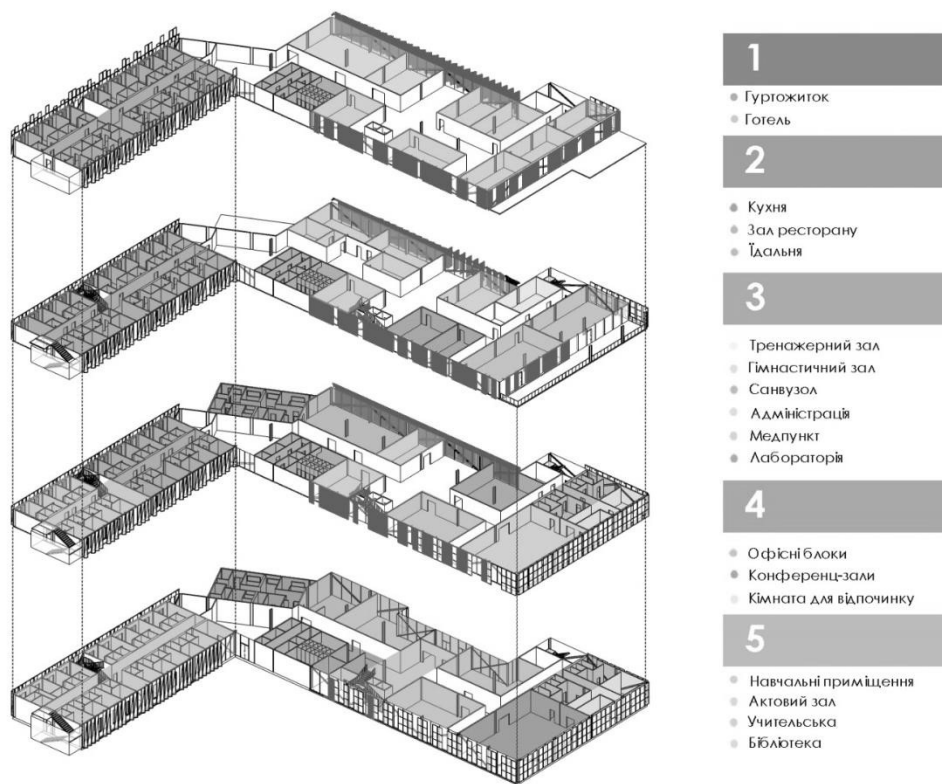 1
Гуртожиток
Готель
2
Кухня
Зал ресторану
Їдальня
3
Тренажерний зал
Гімнастичний зал
Санвузол
Адміністрація
Медпункт
Лабораторія
4
Офісні блоки
Конференц-зали
Кімната для відпочинку
5
Навчальні приміщення
Актовий зал
Учительська
Бібліотека